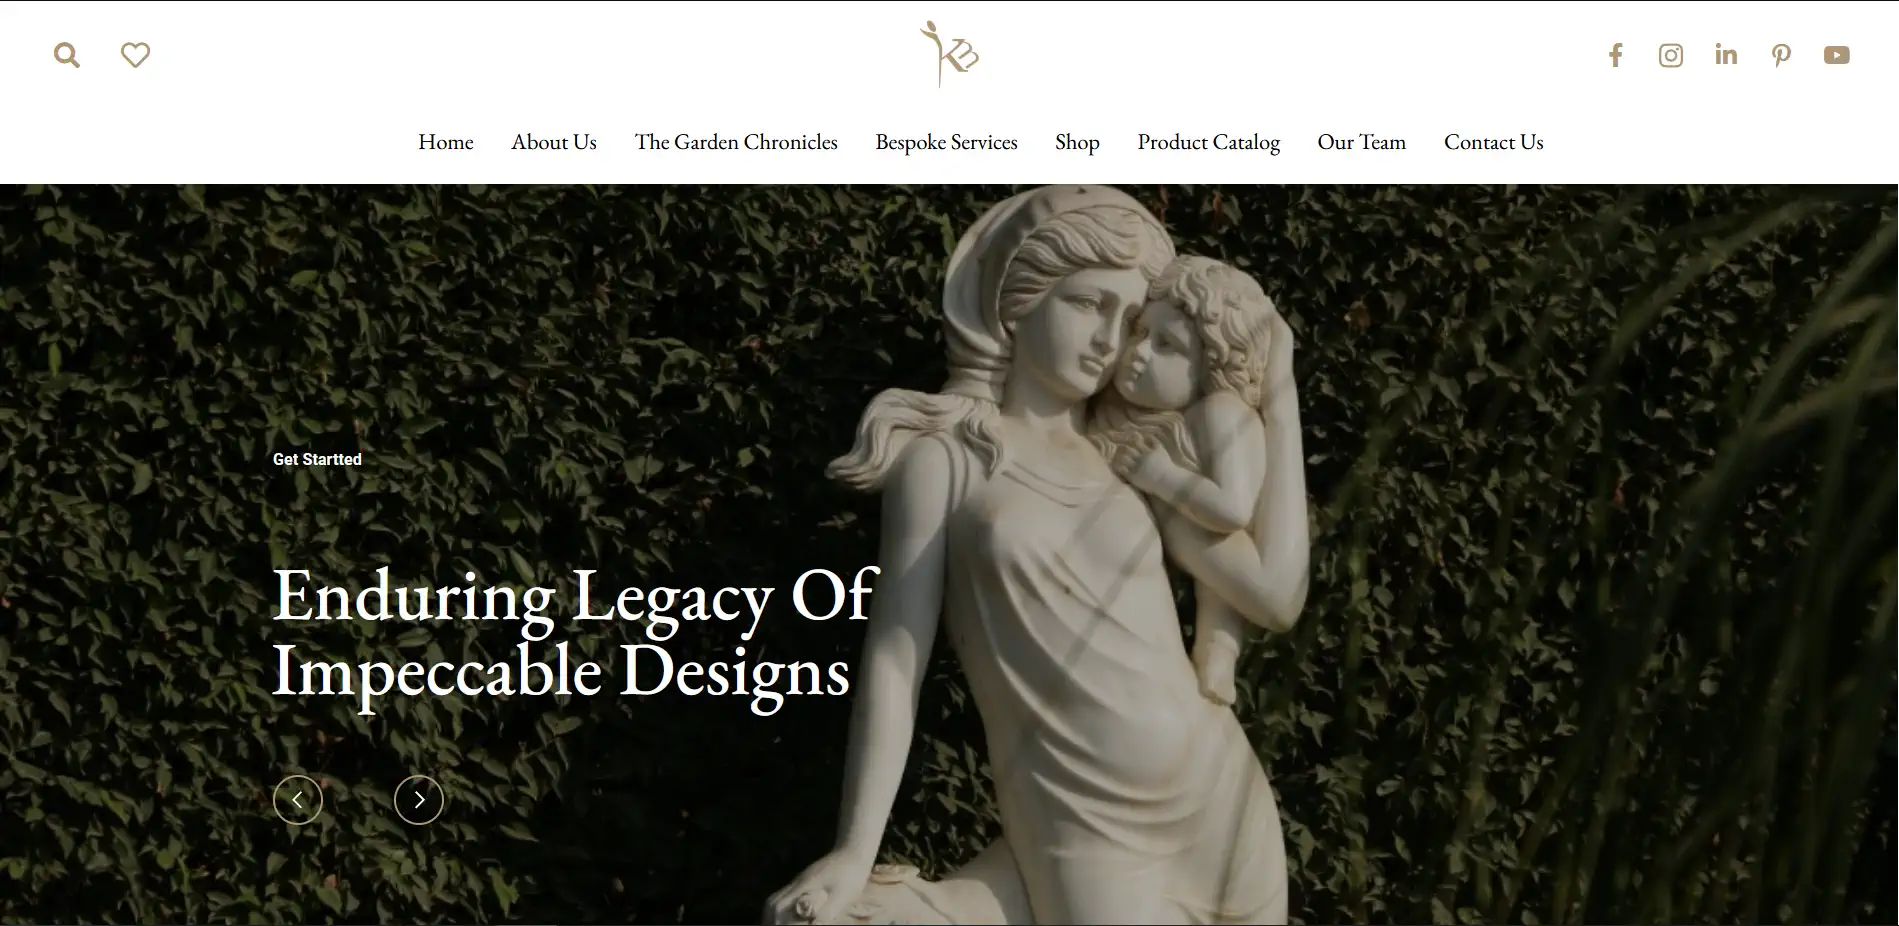 KB
Home About Us The Garden Chronicles Bespoke Services Shop Product Catalog Our Team Contact Us
Get Startted
Enduring Legacy Of
Impeccable Designs